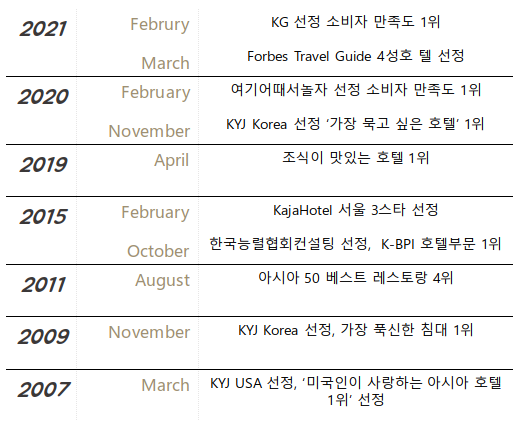 2021 Februry KG 선정 소비자 만족도 1위
March Forbes Travel Guide 4성호 텔 선정
2020 February 여기어때서놀자 선정 소비자 만족도 1위
November KYJ Korea 선정 ‘가장 묵고 싶은 호텔’ 1위
2019 April 조식이 맛있는 호텔 1위
2015 February KajaHotel 서울 3스타 선정
October 한국능렬협회컨설팅 선정, K-BPI 호텔부문 1위
2011 August 아시아 50 베스트 레스토랑 4위
2009 November KYJ Korea 선정, 가장 푹신한 침대 1위
2007 March KYJ USA 선정, ‘미국인이 사랑하는 아시아 호텔
1위’ 선정